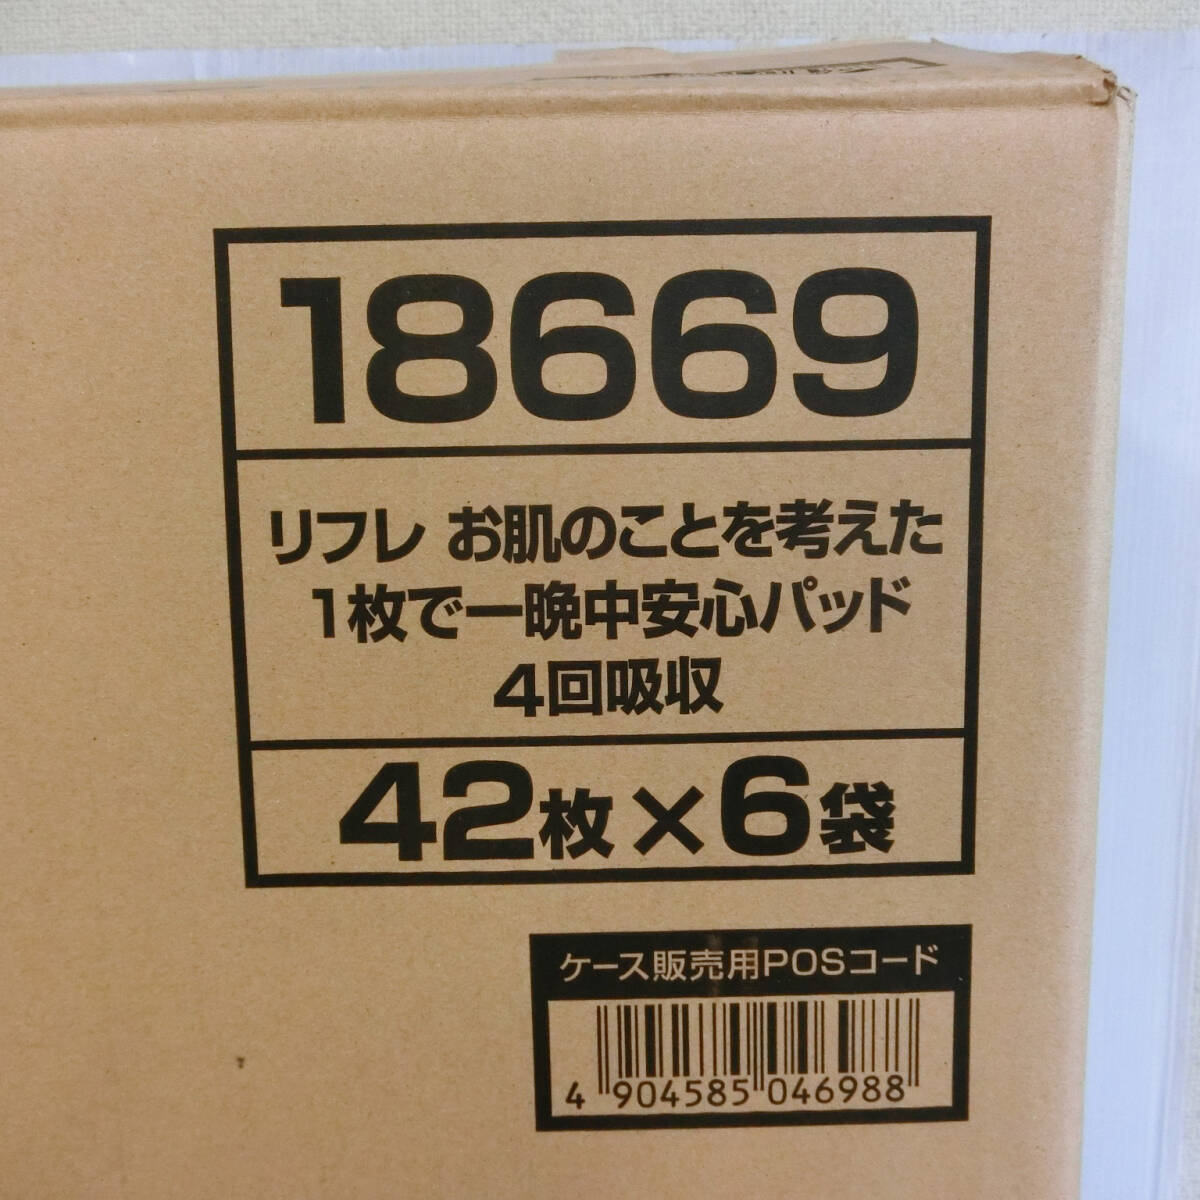 18669
リフレ お肌のことを考えた
1枚で一晩中安心パッド
4回吸収
42枚×6袋
ケース販売用POSコード
4 904585 046988